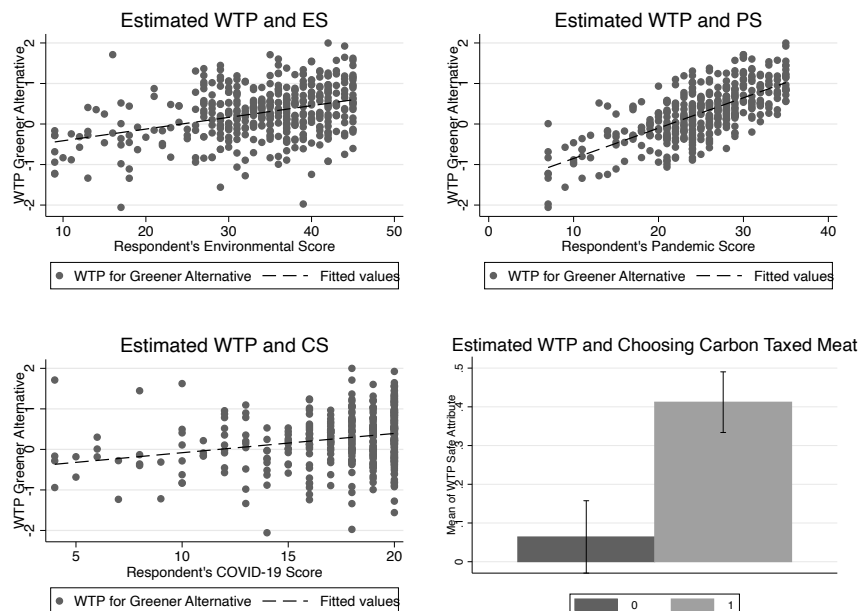 Estimated WTP and ES
WTP Greener Alternative
2
1
0
-1
-2
10 20 30 40 50
Respondent's Environmental Score
WTP for Greener Alternative Fitted values
Estimated WTP and PS
WTP Greener Alternative
2
1
0
-1
-2
0 10 20 30 40
Respondent's Pandemic Score
WTP for Greener Alternative Fitted values
Estimated WTP and CS
WTP Greener Alternative
2
1
0
-1
-2
5 10 15 20
Respondent's COVID-19 Score
WTP for Greener Alternative Fitted values
Estimated WTP and Choosing Carbon Taxed Meat
Mean of WTP Safe Attribute
.5
.4
.3
.2
.1
0
0 1